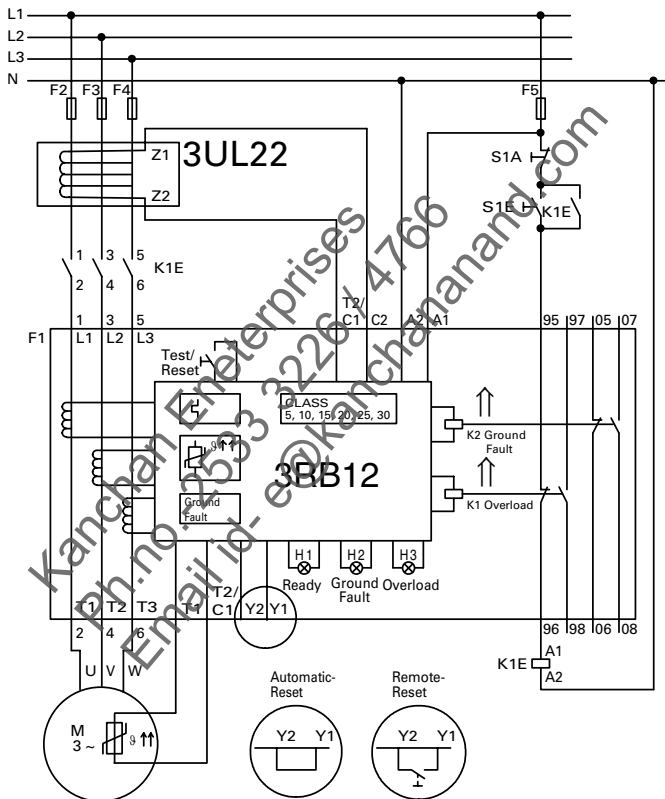 L1
L2
L3
N
F2 F3 F4 F5
Z1
3UL22
Z2
S1A
S1E K1E
1 3 5
K1E
2 4 6
T2/
C1 C2 A2 A1
1 3 5
F1 L1 L2 L3
95 97 05 07
Test/
Reset
CLASS
5, 10, 15, 20, 25, 30
ϑ
3RB12
Ground
Fault
K2 Ground
Fault
K1 Overload
H1 H2 H3
Ready Ground
Fault Overload
T1 T2 T3 T1 T2/
C1 Y2 Y1
2 4 6
96 98 06 08
K1E A1
A2
U V W
M
3 ~
ϑ
Automatic-
Reset
Y2 Y1
Remote-
Reset
Y2 Y1
Kanchan Eneterprises
Ph.no.-2533 3226 / 4766
Email id- e@kanchananand.com